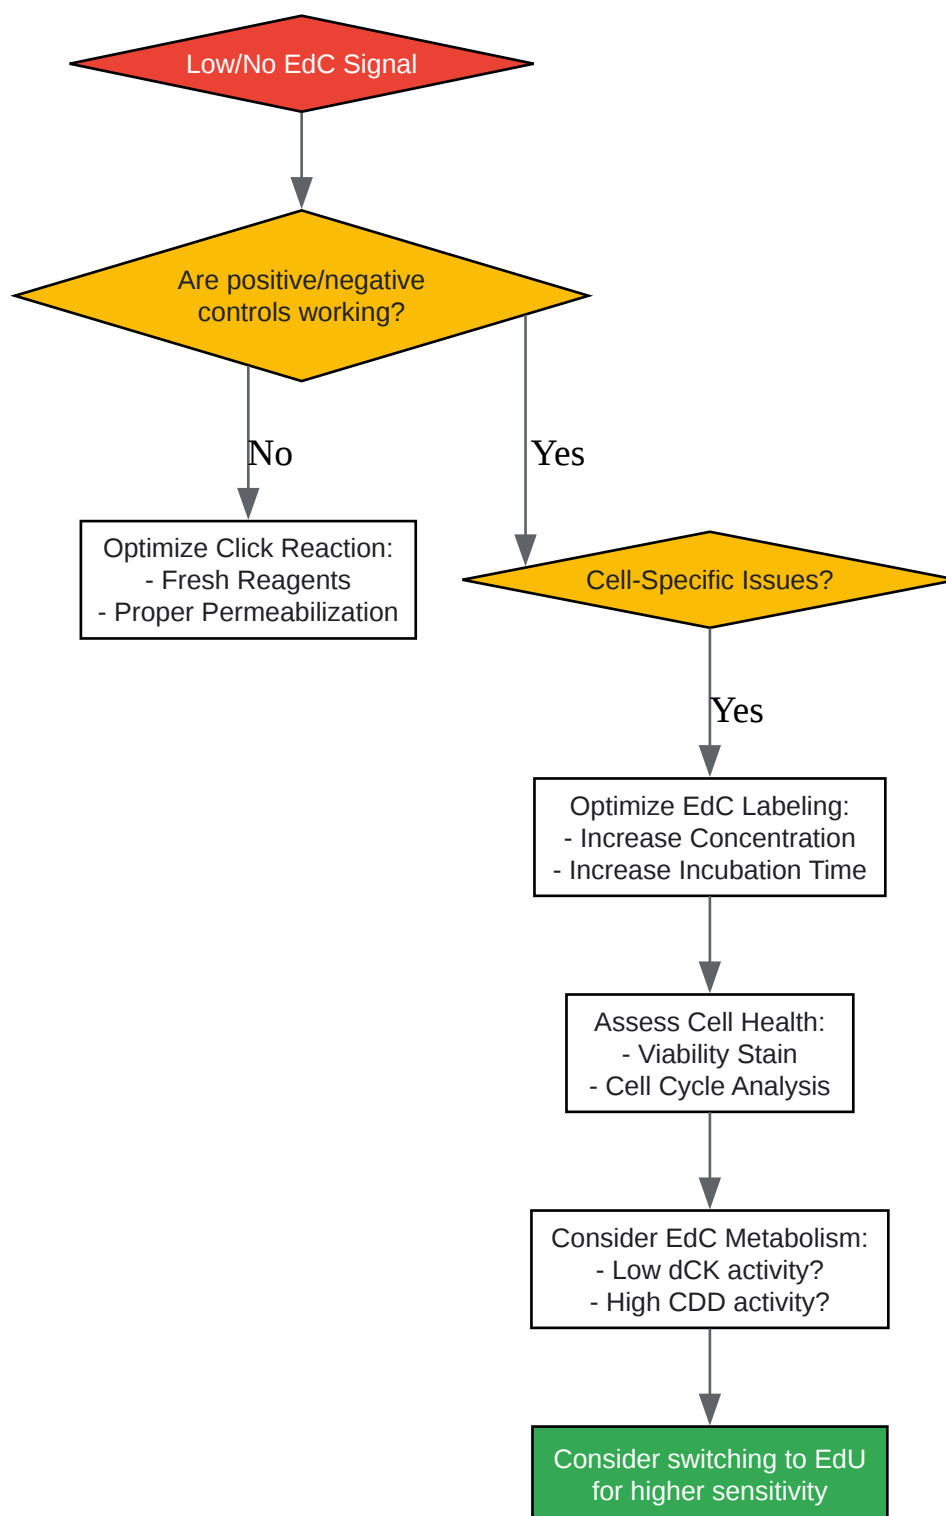 Low/No EdC Signal
Are positive/negative
controls working?
No
Yes
Optimize Click Reaction:
- Fresh Reagents
- Proper Permeabilization
Cell-Specific Issues?
Yes
Optimize EdC Labeling:
- Increase Concentration
- Increase Incubation Time
Assess Cell Health:
- Viability Stain
- Cell Cycle Analysis
Consider EdC Metabolism:
- Low dCK activity?
- High CDD activity?
Consider switching to EdU
for higher sensitivity